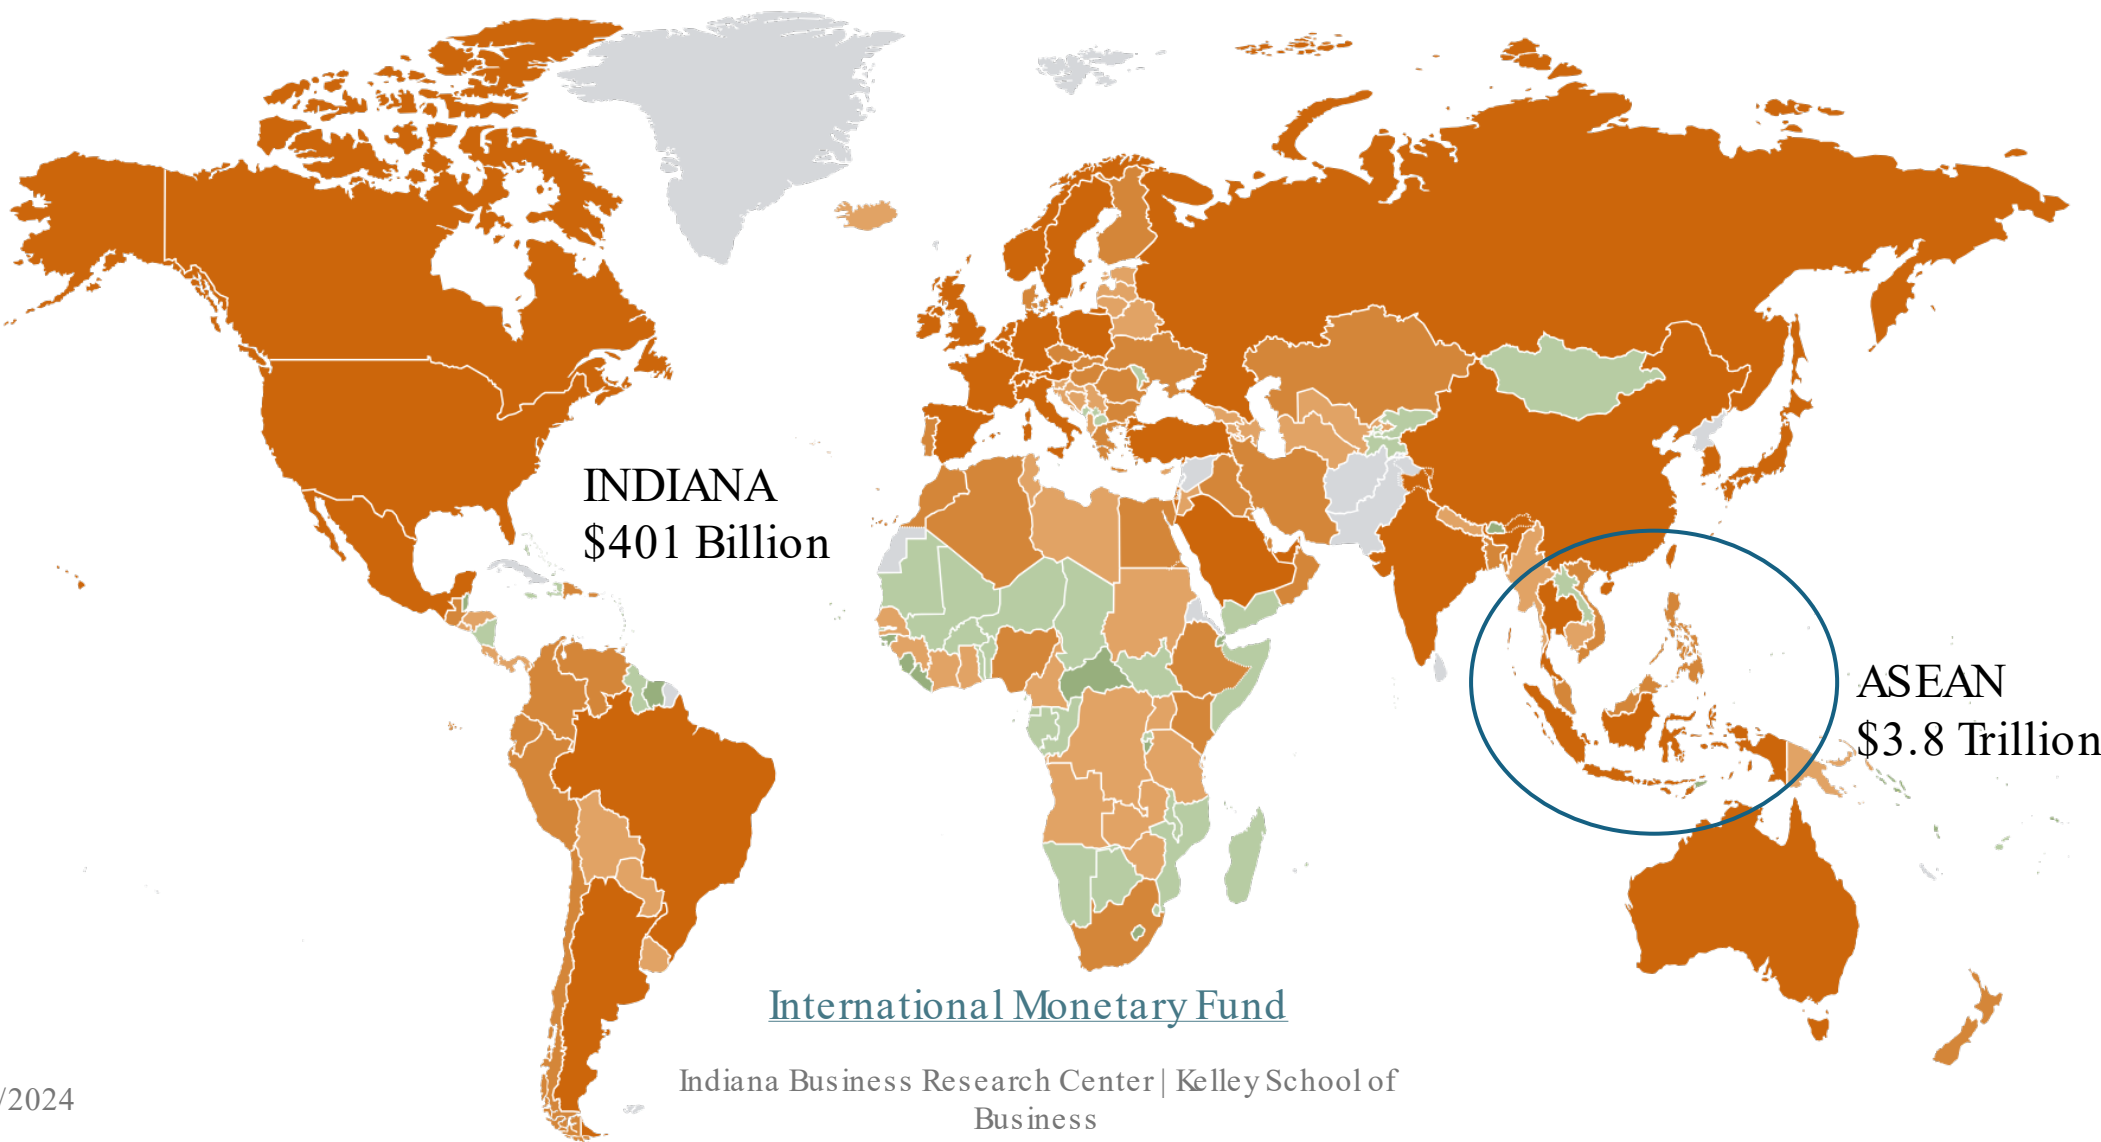 INDIANA
$401 Billion
ASEAN
$3.8 Trillion
International Monetary Fund
Indiana Business Research Center | Kelley School of
Business
/2024